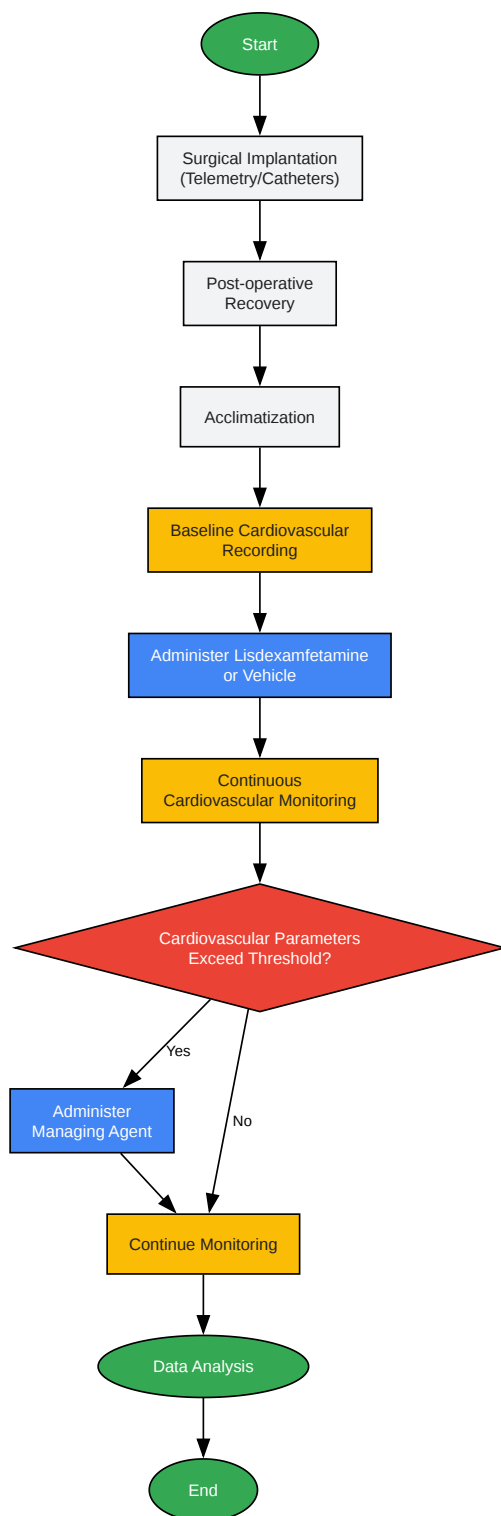 Start
Surgical Implantation
(Telemetry/Catheters)
Post-operative
Recovery
Acclimatization
Baseline Cardiovascular
Recording
Administer Lisdexamfetamine
or Vehicle
Continuous
Cardiovascular Monitoring
Cardiovascular Parameters
Exceed Threshold?
Yes
Administer
Managing Agent
No
Continue Monitoring
Data Analysis
End